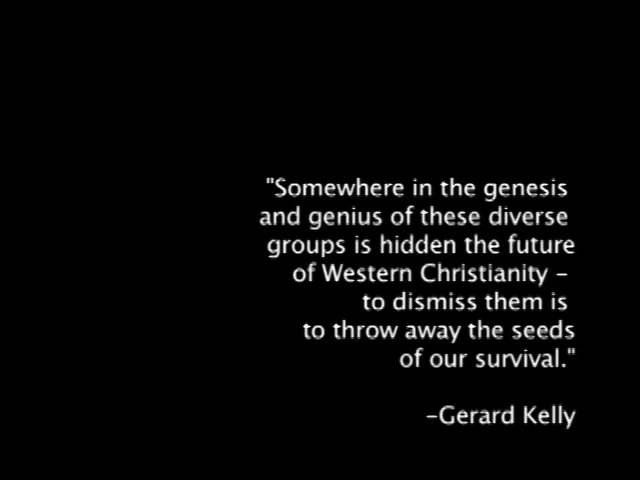 "Somewhere in the genesis
and genius of these diverse
groups is hidden the future
of Western Christianity –
to dismiss them is
to throw away the seeds
of our survival."
–Gerard Kelly